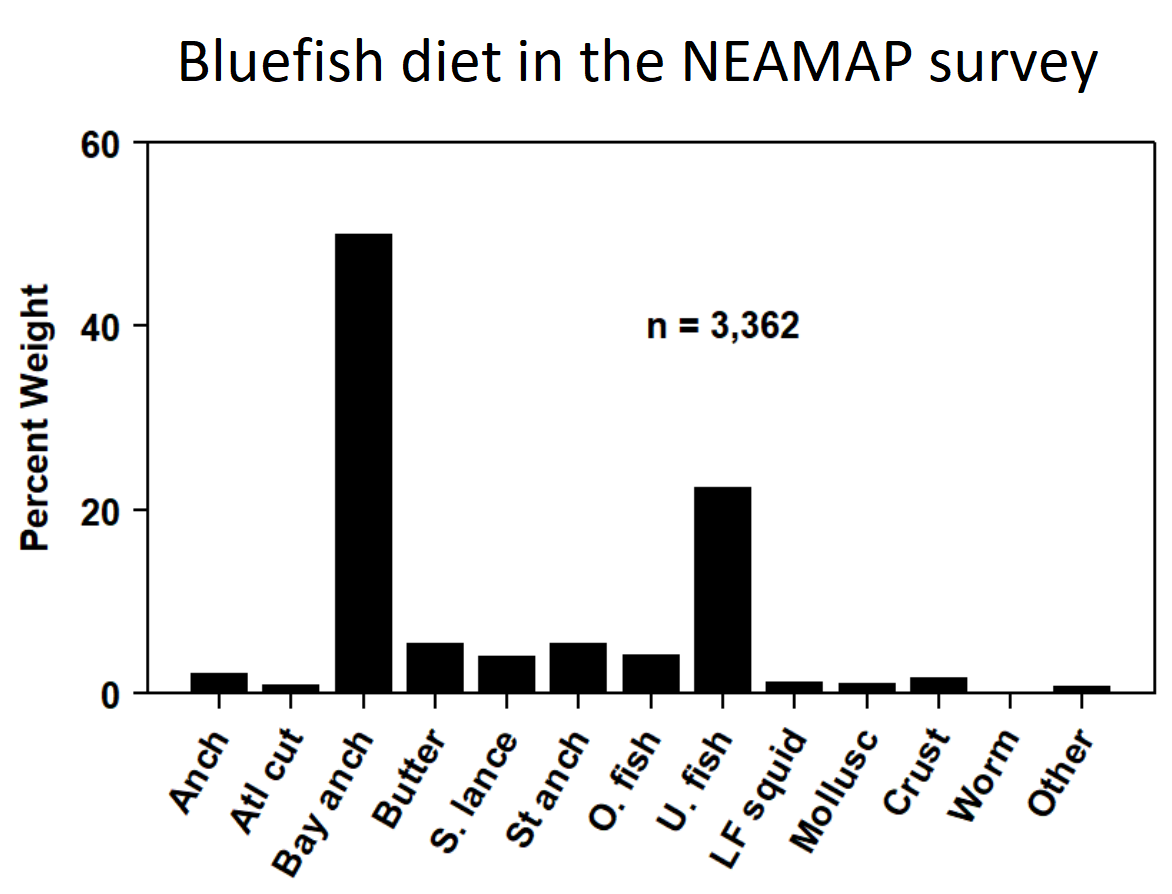 Bluefish diet in the NEAMAP survey
60
40
20
0
Percent Weight
n = 3,362
Anch
Atl cut
Bay anch
Butter
S. lance
St anch
O. fish
U. fish
LF squid
Mollusc
Crust
Worm
Other